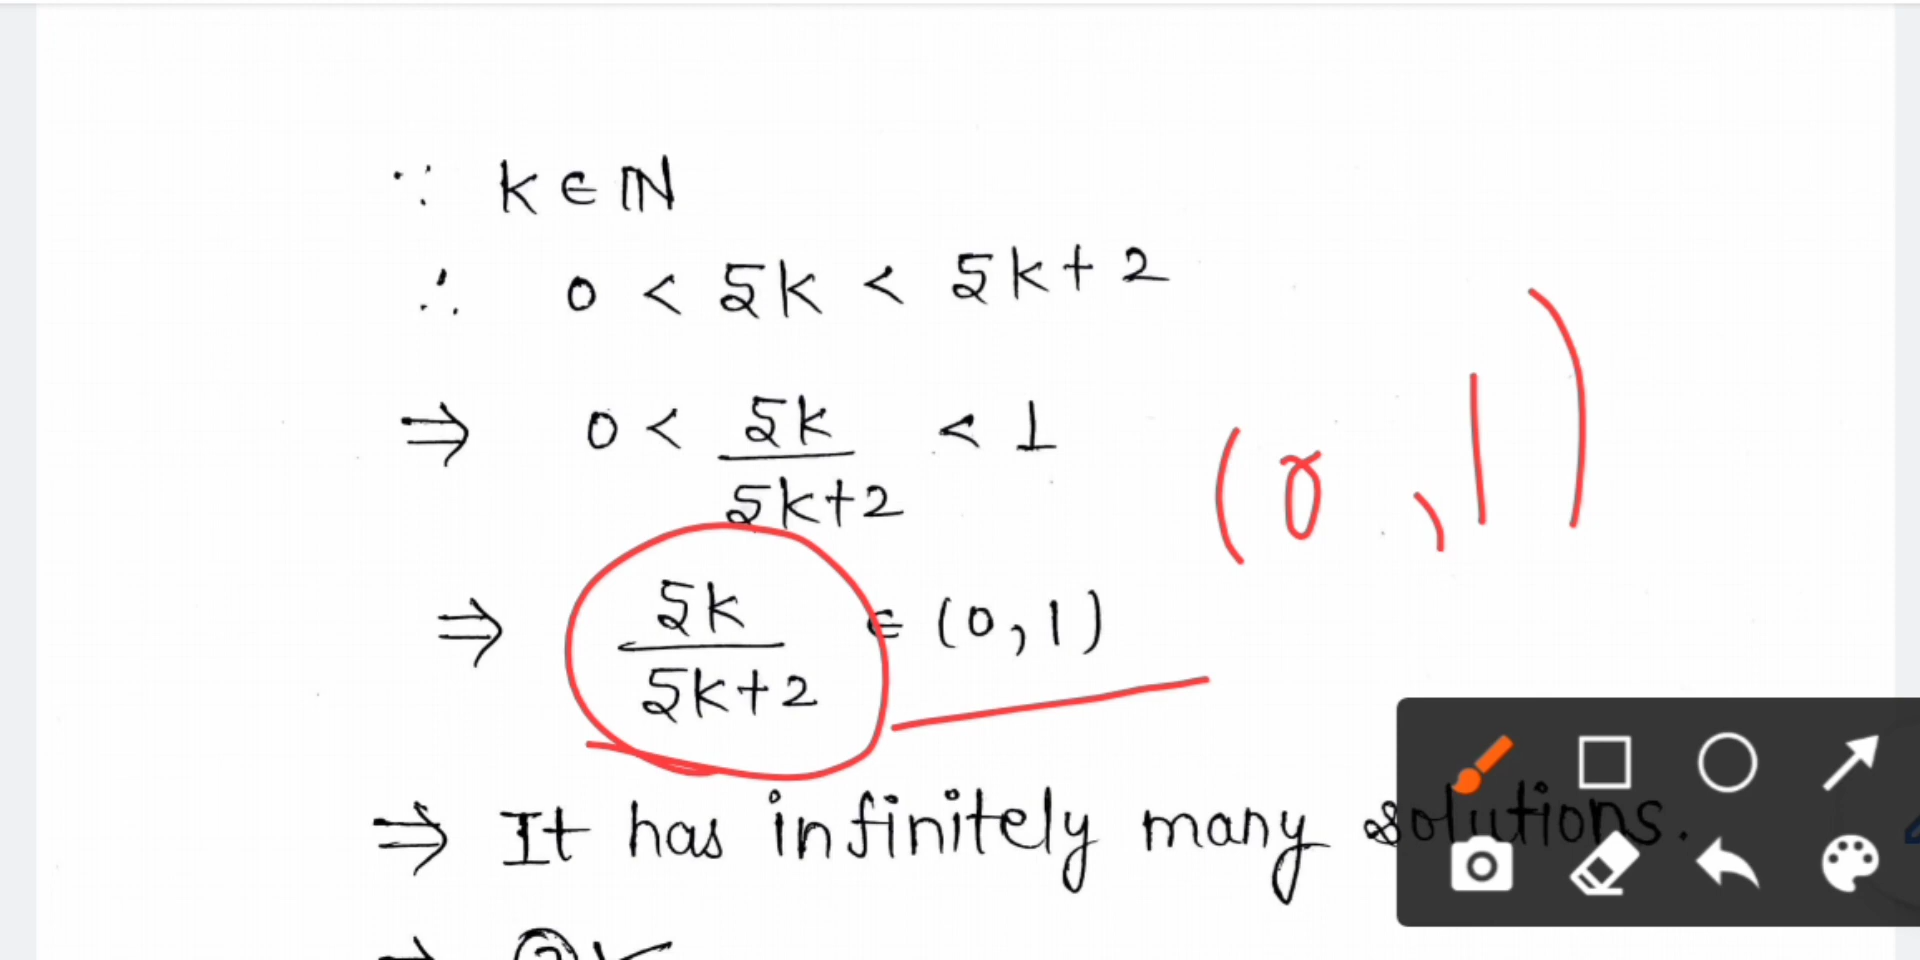 ∵ k ∈ ℕ
∴ 0 < 5k < 5k+2
⇒ 0 < 5k/5k+2 < 1
(0,1)
⇒ 5k/5k+2 ∈ (0,1)
⇒ It has infinitely many solutions.